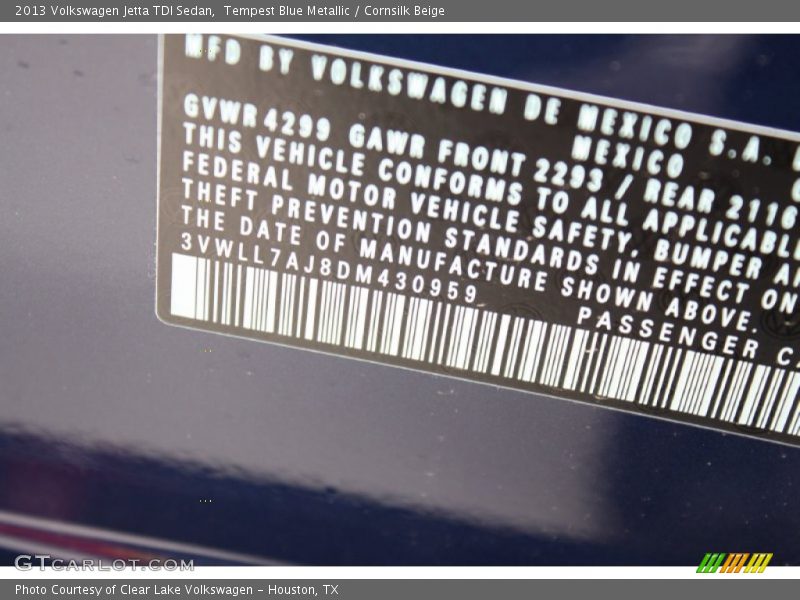 2013 Volkswagen Jetta TDI Sedan,  Tempest Blue Metallic / Cornsilk Beige
MFD BY VOLKSWAGEN DE MEXICO S.A.
MEXICO
GVWR 4299 GAWR FRONT 2293 / REAR 2116
THIS VEHICLE CONFORMS TO ALL APPLICABLE
FEDERAL MOTOR VEHICLE SAFETY, BUMPER
THEFT PREVENTION STANDARDS IN EFFECT ON
THE DATE OF MANUFACTURE SHOWN ABOVE.
3VWLL7AJ8DM430959
PASSENGER
GTCARLOT.COM
Photo Courtesy of Clear Lake Volkswagen – Houston, TX